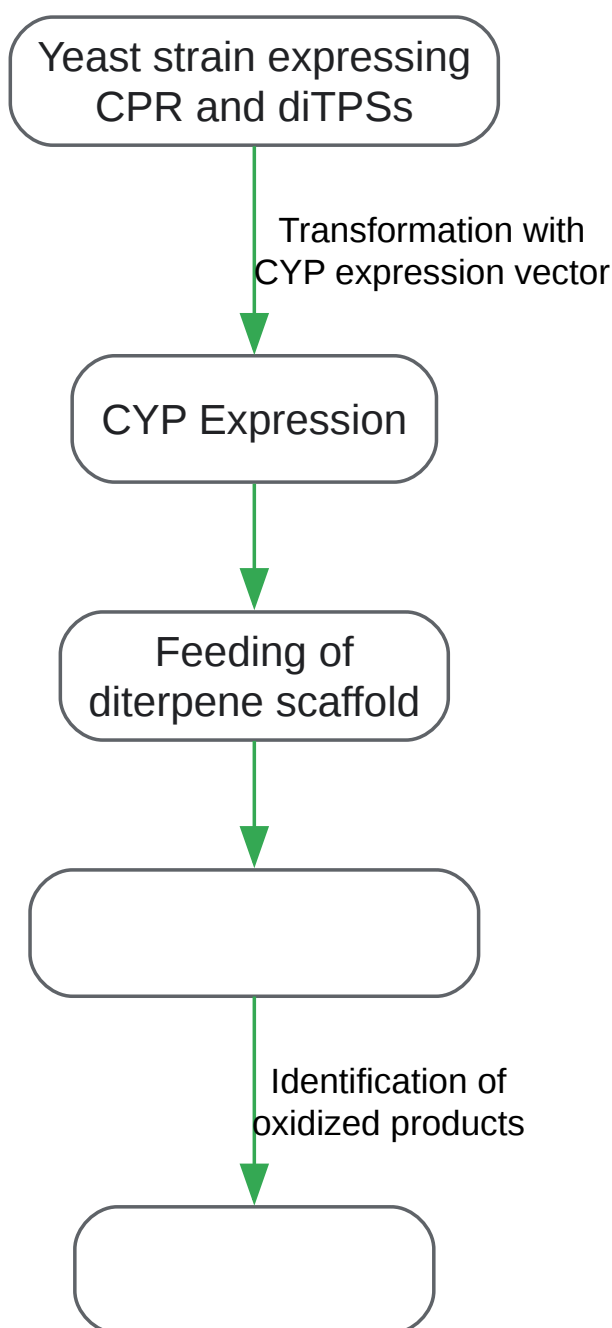 Yeast strain expressing
CPR and diTPSs
Transformation with
CYP expression vector
CYP Expression
Feeding of
diterpene scaffold
Identification of
oxidized products